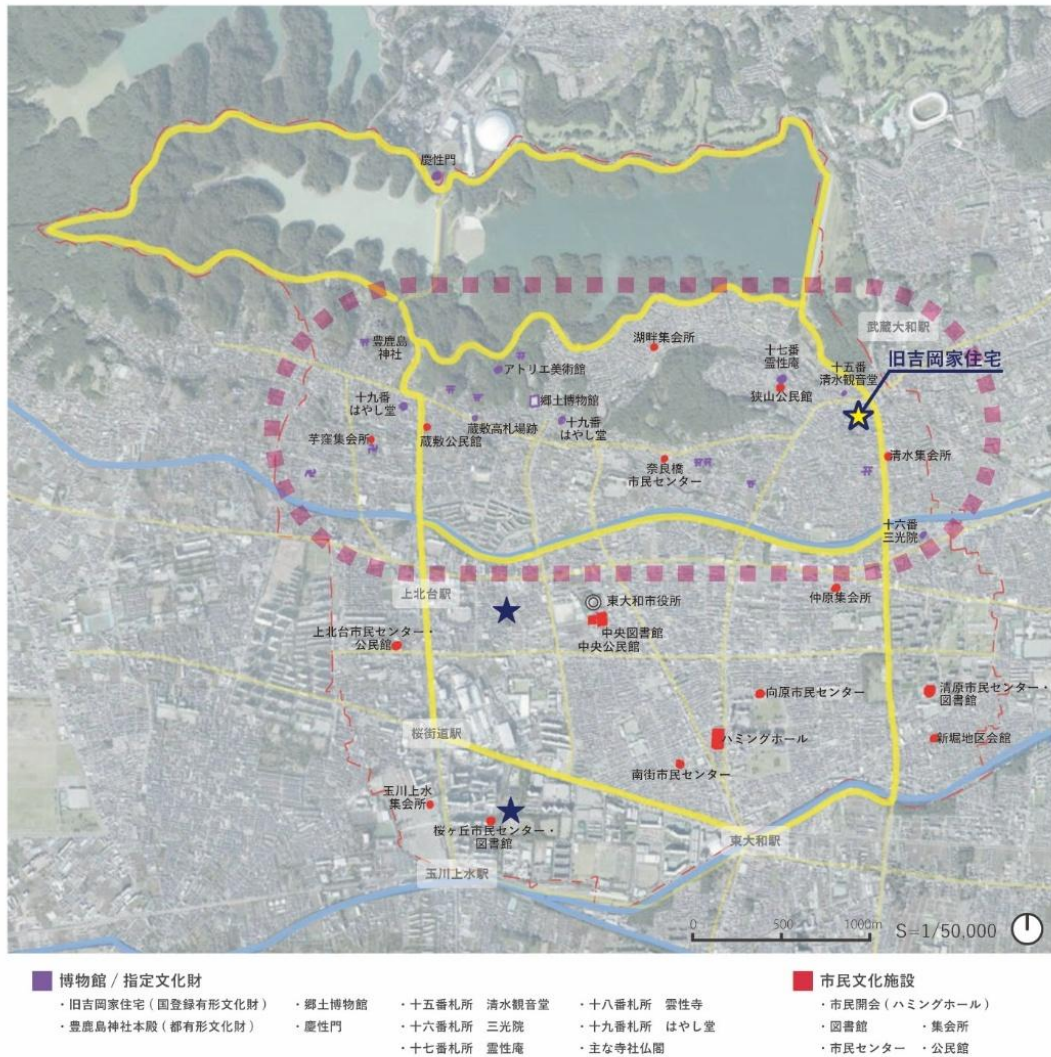 慶性門
武蔵大和駅
旧吉岡家住宅
湖畔集会所
十七番
霊性庵
十五番
清水観音堂
狭山公民館
豊鹿島
神社
アトリエ美術館
郷土博物館
十九番
はやし堂
蔵敷高札場跡
十九番
はやし堂
芋窪集会所
蔵敷公民館
奈良橋
市民センター
清水集会所
十六番
三光院
上北台駅
仲原集会所
東大和市役所
中央図書館
中央公民館
上北台市民センター・
公民館
向原市民センター
清原市民センター・
図書館
桜街道駅
ハミングホール
新堀地区会館
南街市民センター
玉川上水
集会所
桜ヶ丘市民センター・
図書館
東大和駅
玉川上水駅
0 500 1000m
S=1/50,000
博物館 / 指定文化財
・旧吉岡家住宅 ( 国登録有形文化財 )
・豊鹿島神社本殿 ( 都有形文化財 )
・郷土博物館
・慶性門
・十五番札所 清水観音堂
・十六番札所 三光院
・十七番札所 霊性庵
・十八番札所 雲性寺
・十九番札所 はやし堂
・主な寺社仏閣
市民文化施設
・市民開会 ( ハミングホール )
・図書館 ・集会所
・市民センター ・公民館